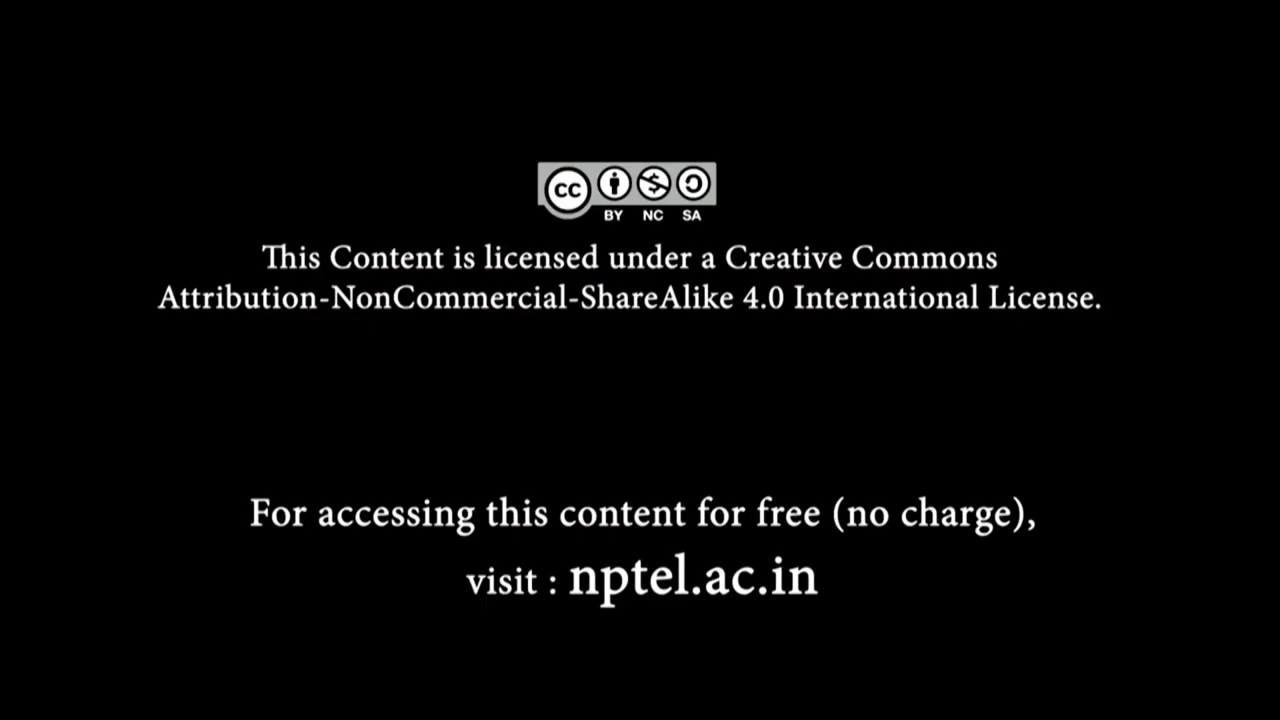 cc
BY NC SA
This Content is licensed under a Creative Commons
Attribution-NonCommercial-ShareAlike 4.0 International License.
For accessing this content for free (no charge),
visit : nptel.ac.in